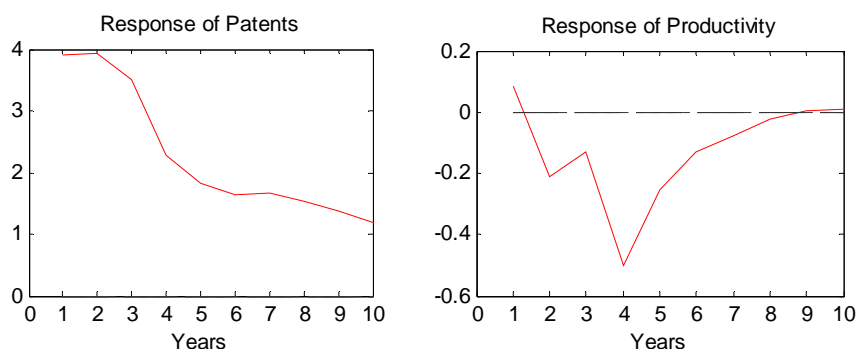 Response of Patents
4
3
2
1
0
0 1 2 3 4 5 6 7 8 9 10
Years
Response of Productivity
0.2
0
-0.2
-0.4
-0.6
0 1 2 3 4 5 6 7 8 9 10
Years